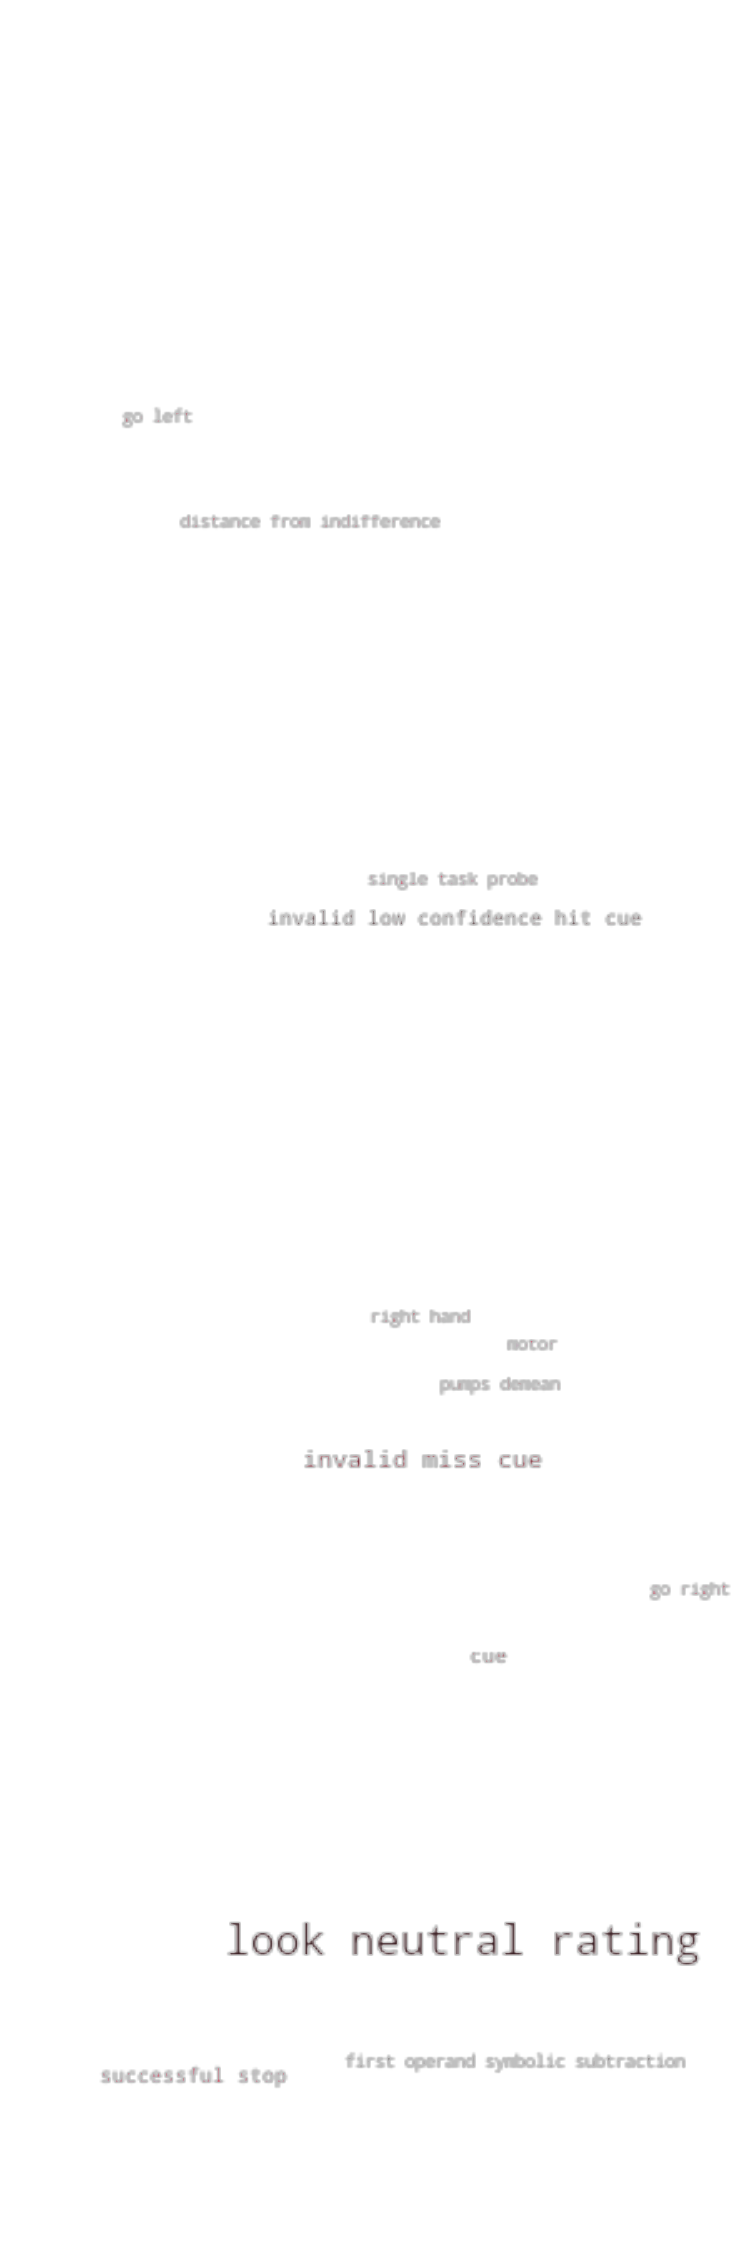 go left
distance from indifference
single task probe
invalid low confidence hit cue
right hand
motor
pumps demean
invalid miss cue
go right
cue
look neutral rating
first operand symbolic subtraction
successful stop